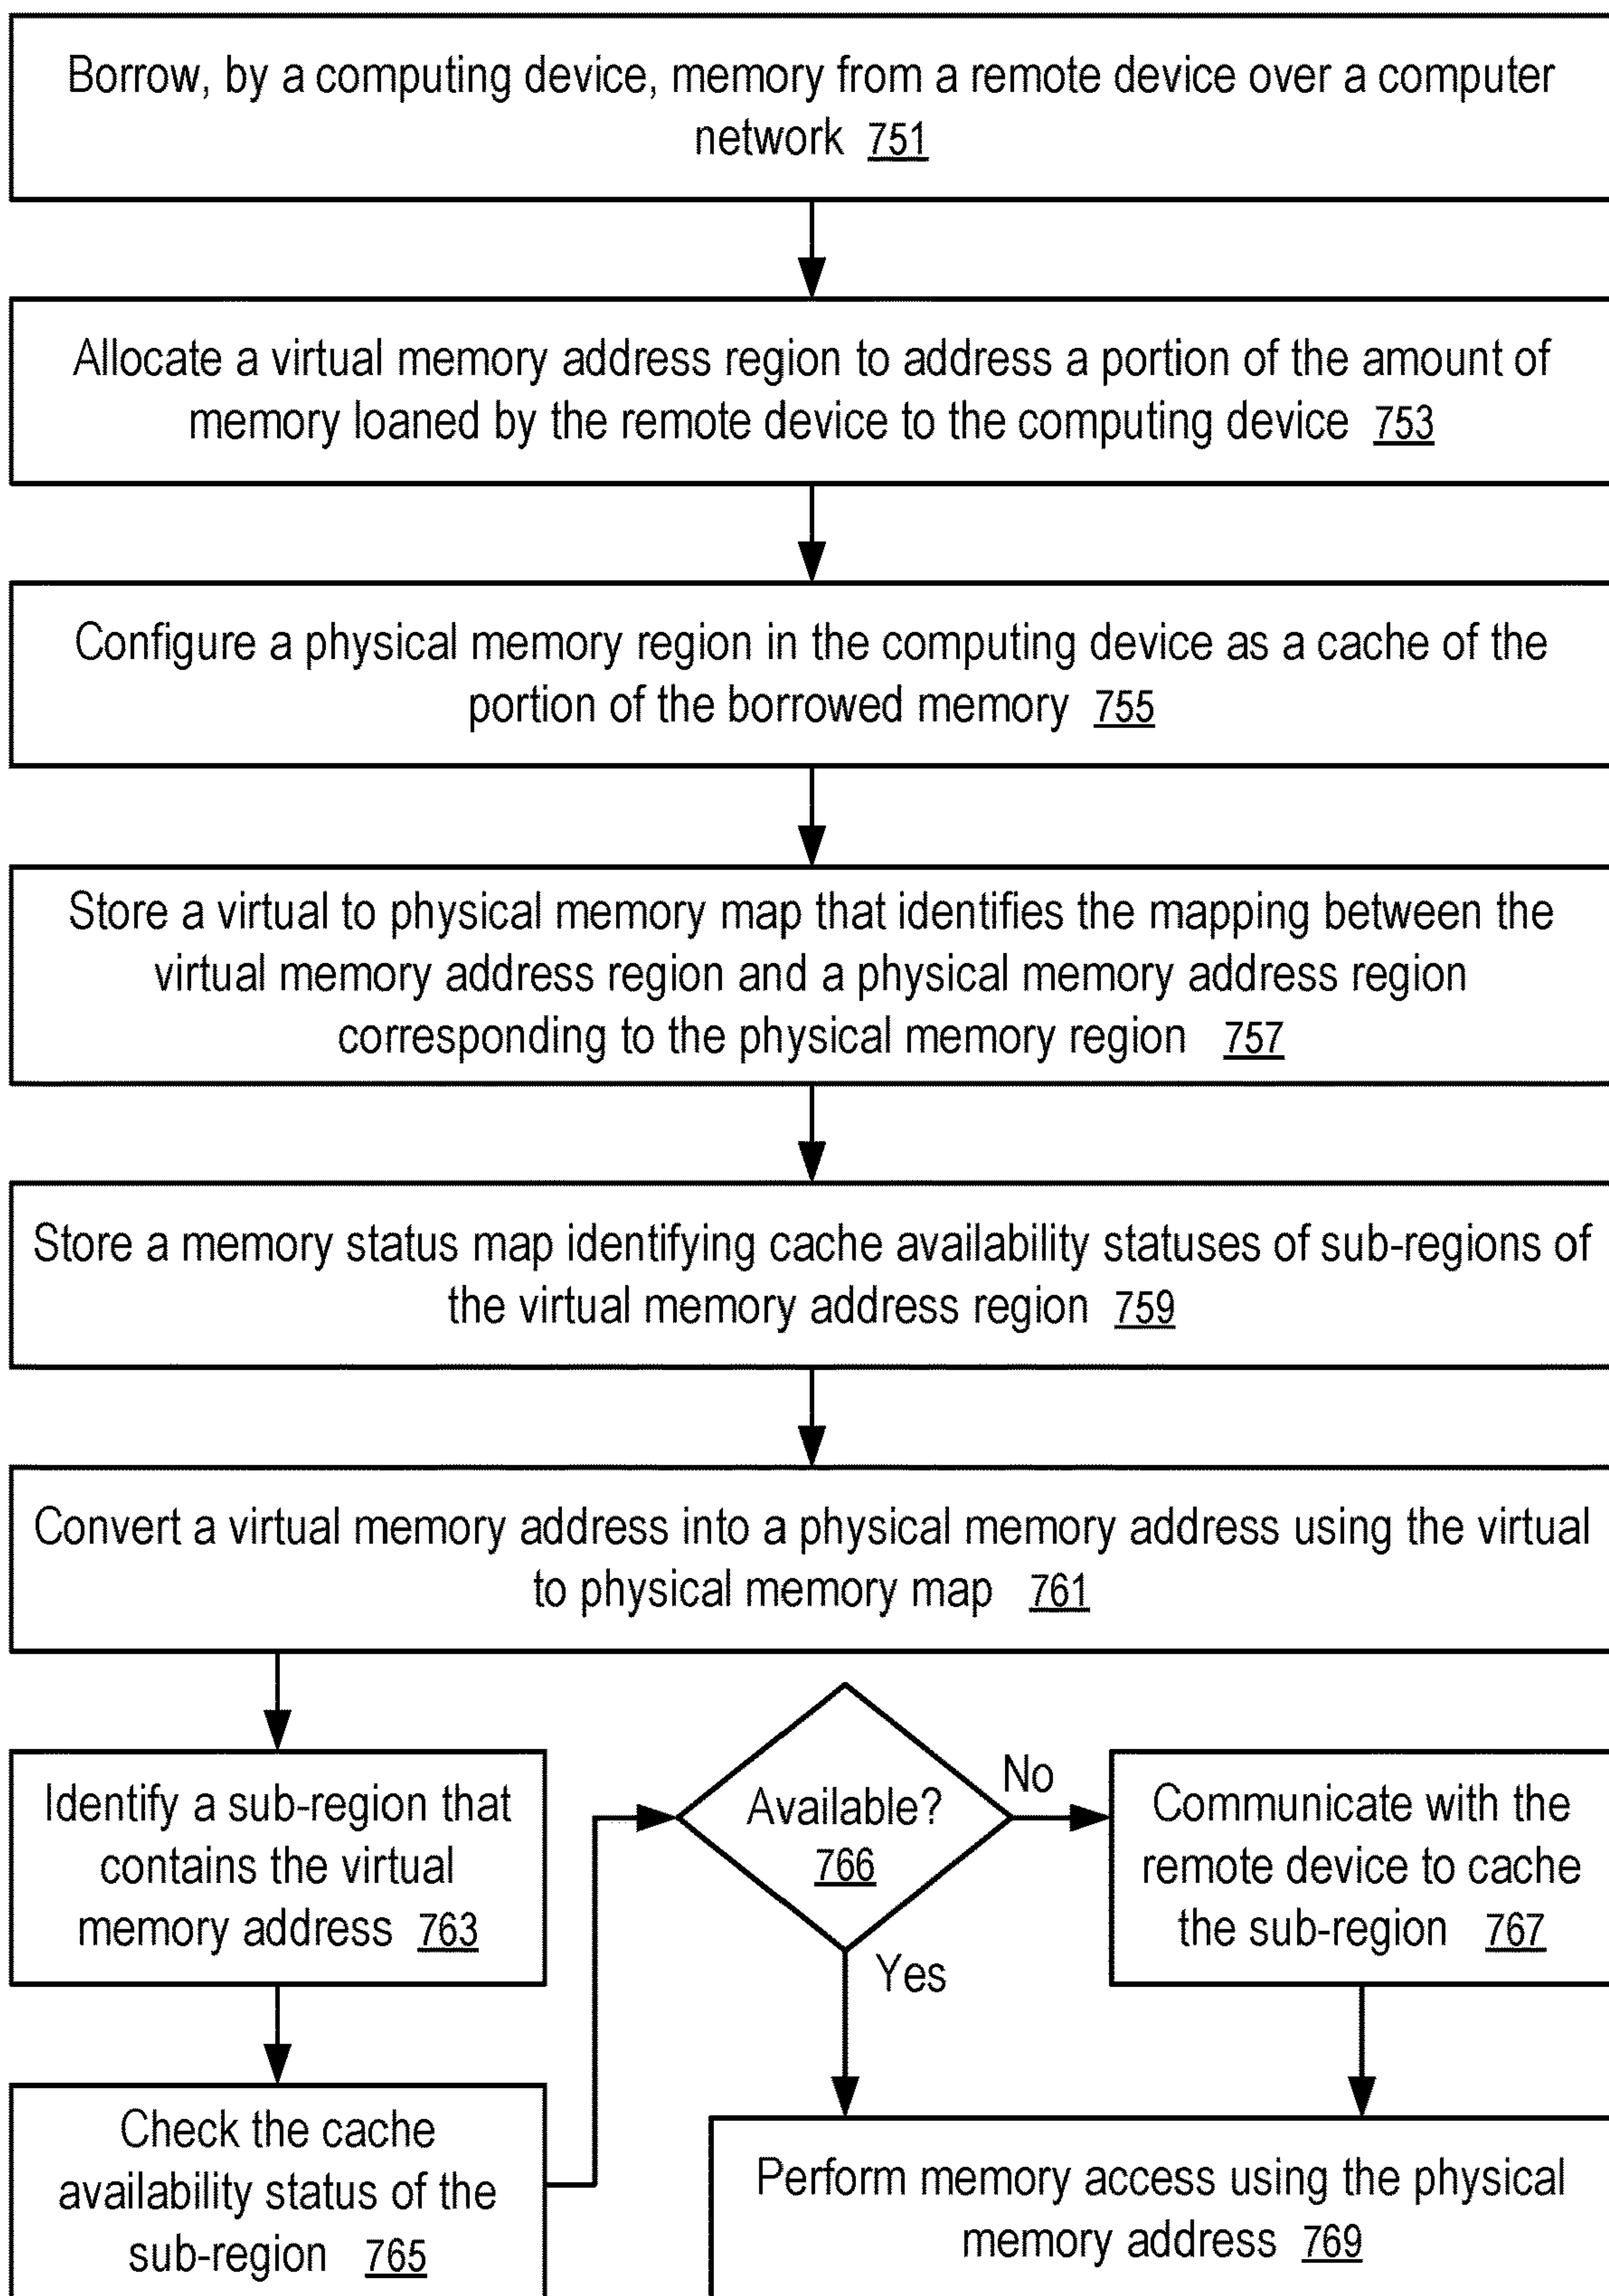 Borrow, by a computing device, memory from a remote device over a computer
network 751
Allocate a virtual memory address region to address a portion of the amount of
memory loaned by the remote device to the computing device 753
Configure a physical memory region in the computing device as a cache of the
portion of the borrowed memory 755
Store a virtual to physical memory map that identifies the mapping between the
virtual memory address region and a physical memory address region
corresponding to the physical memory region 757
Store a memory status map identifying cache availability statuses of sub-regions of
the virtual memory address region 759
Convert a virtual memory address into a physical memory address using the virtual
to physical memory map 761
Identify a sub-region that
contains the virtual
memory address 763
Check the cache
availability status of the
sub-region 765
Available?
766
No
Yes
Communicate with the
remote device to cache
the sub-region 767
Perform memory access using the physical
memory address 769